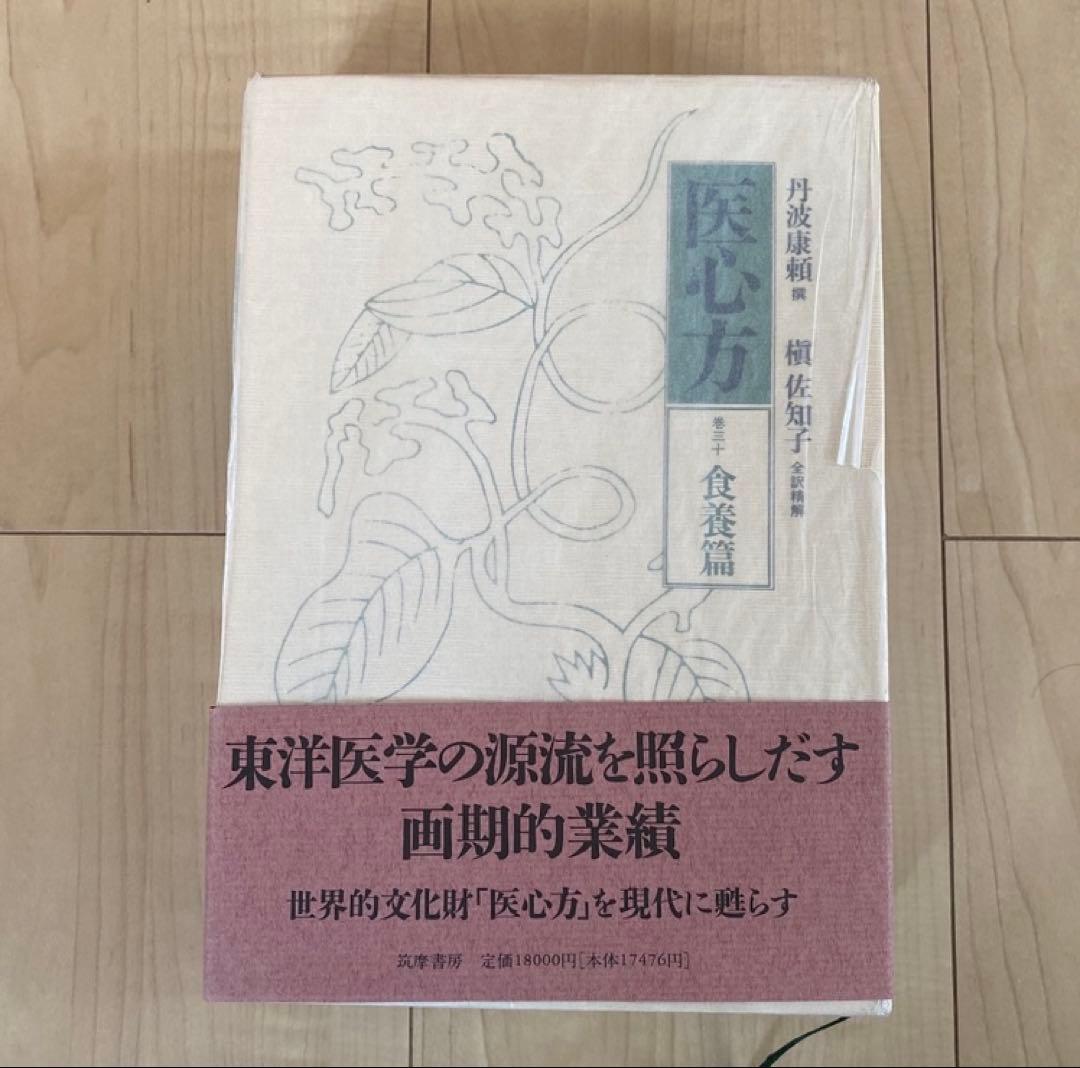 丹波康頼 撰 槇佐知子 全訳精解
医心方
巻三十 食養篇
東洋医学の源流を照らしだす
画期的業績
世界的文化財「医心方」を現代に甦らす
筑摩書房 定価18000円[本体17476円]